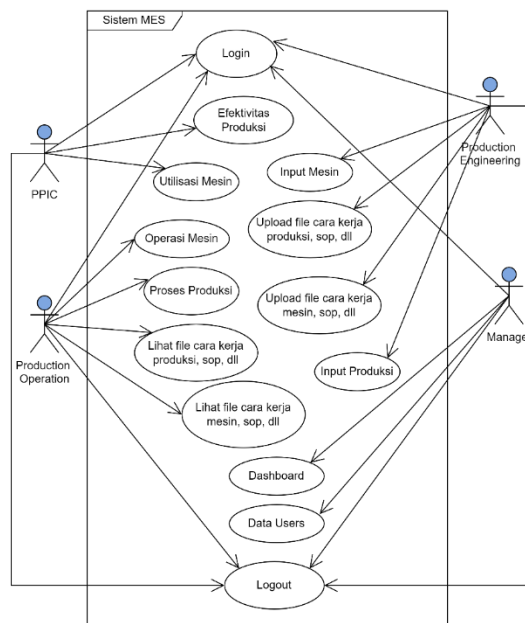 Sistem MES
Login
Efektivitas
Produksi
PPIC
Production
Engineering
Utilisasi Mesin
Input Mesin
Upload file cara kerja
produksi, sop, dll
Operasi Mesin
Proses Produksi
Upload file cara kerja
mesin, sop, dll
Production
Operation
Manage
Lihat file cara kerja
produksi, sop, dll
Input Produksi
Lihat file cara kerja
mesin, sop, dll
Dashboard
Data Users
Logout